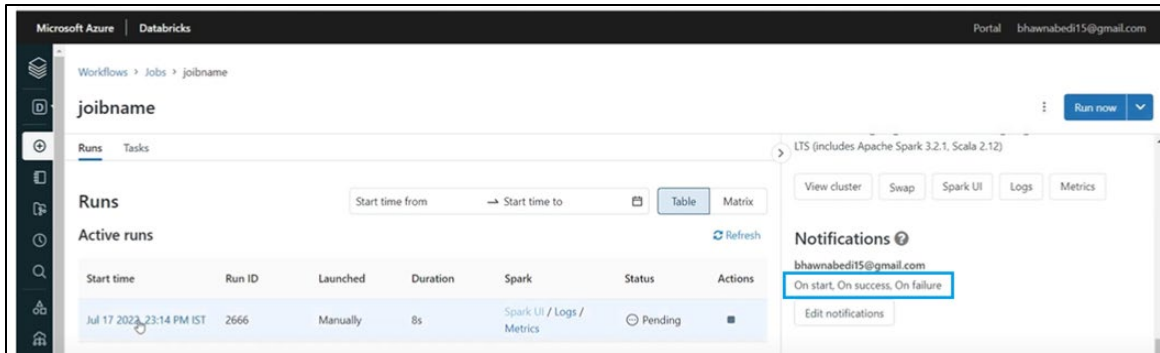 Microsoft Azure | Databricks
Portal bhawnabedi15@gmail.com
Workflows > Jobs > joibname
joibname
Run now
Runs Tasks
Runs
Start time from → Start time to
Table Matrix
Active runs
Refresh
Start time Run ID Launched Duration Spark Status Actions
Jul 17 2022, 23:14 PM IST 2666 Manually 8s Spark UI / Logs / Metrics Pending
LTS (includes Apache Spark 3.2.1, Scala 2.12)
View cluster Swap Spark UI Logs Metrics
Notifications
bhawnabedi15@gmail.com
On start, On success, On failure
Edit notifications